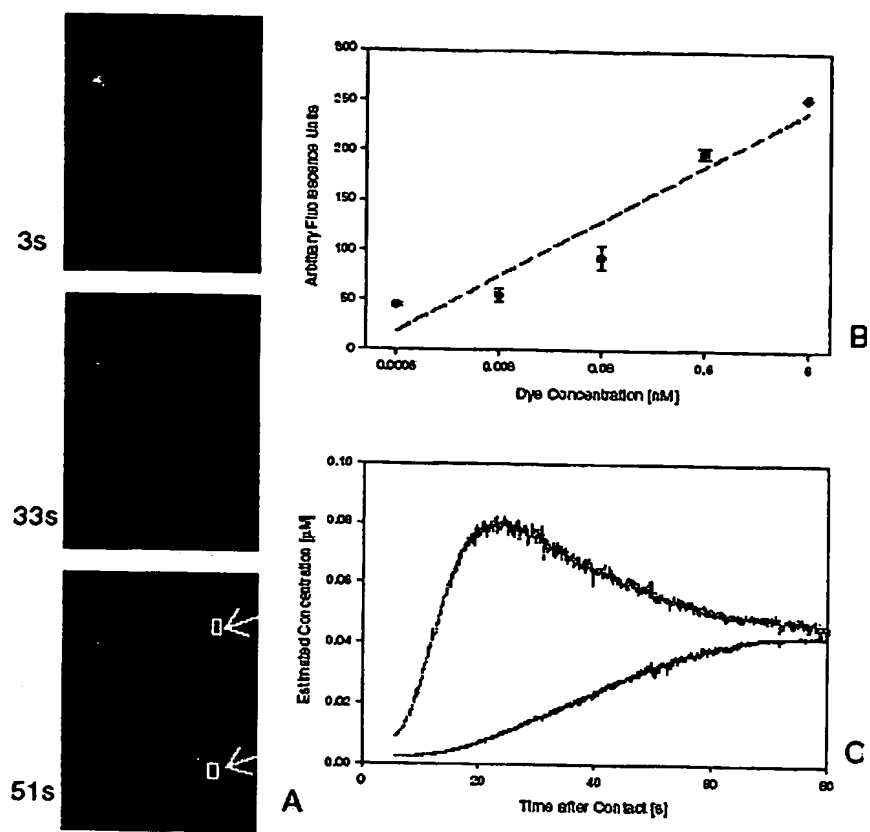 3s
33s
51s
A
Arbitrary Fluorescence Units
300
250
200
150
100
50
0
0.0006
0.006
0.06
0.6
6
Dye Concentration [nM]
B
Estimated Concentration [µM]
0.10
0.08
0.06
0.04
0.02
0.00
0
20
40
60
80
Time after Contact [s]
C